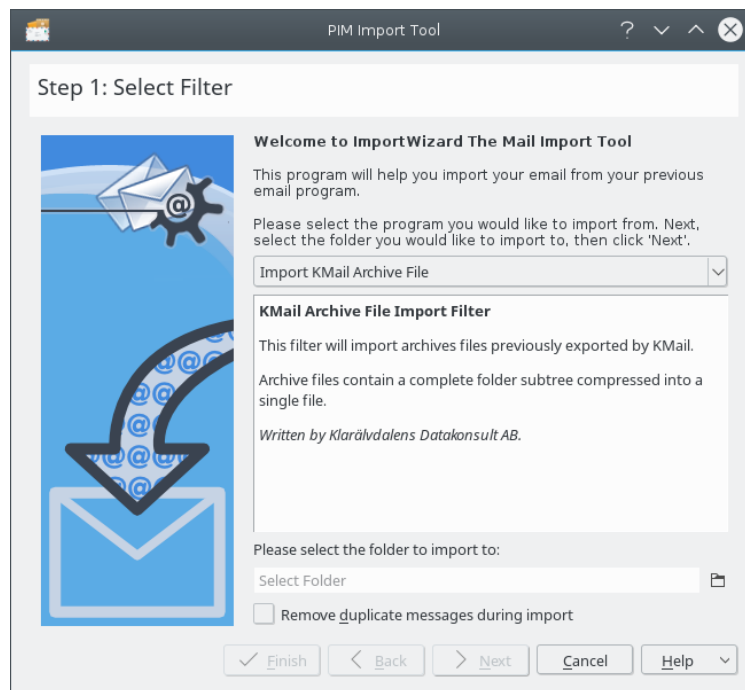 PIM Import Tool
Step 1: Select Filter
Welcome to ImportWizard The Mail Import Tool
This program will help you import your email from your previous
email program.
Please select the program you would like to import from. Next,
select the folder you would like to import to, then click 'Next'.
Import KMail Archive File
KMail Archive File Import Filter
This filter will import archives files previously exported by KMail.
Archive files contain a complete folder subtree compressed into a
single file.
Written by Klarälvdalens Datakonsult AB.
Please select the folder to import to:
Select Folder
Remove duplicate messages during import
Finish Back Next Cancel Help